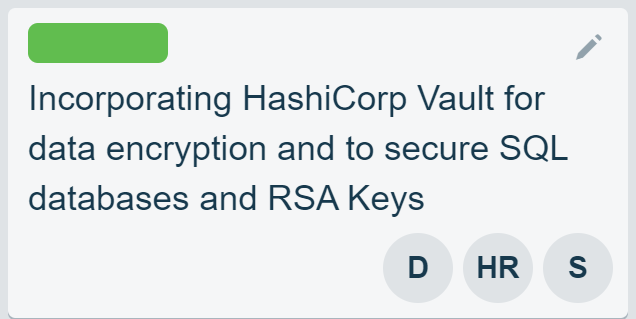 Incorporating HashiCorp Vault for
data encryption and to secure SQL
databases and RSA Keys
D HR S